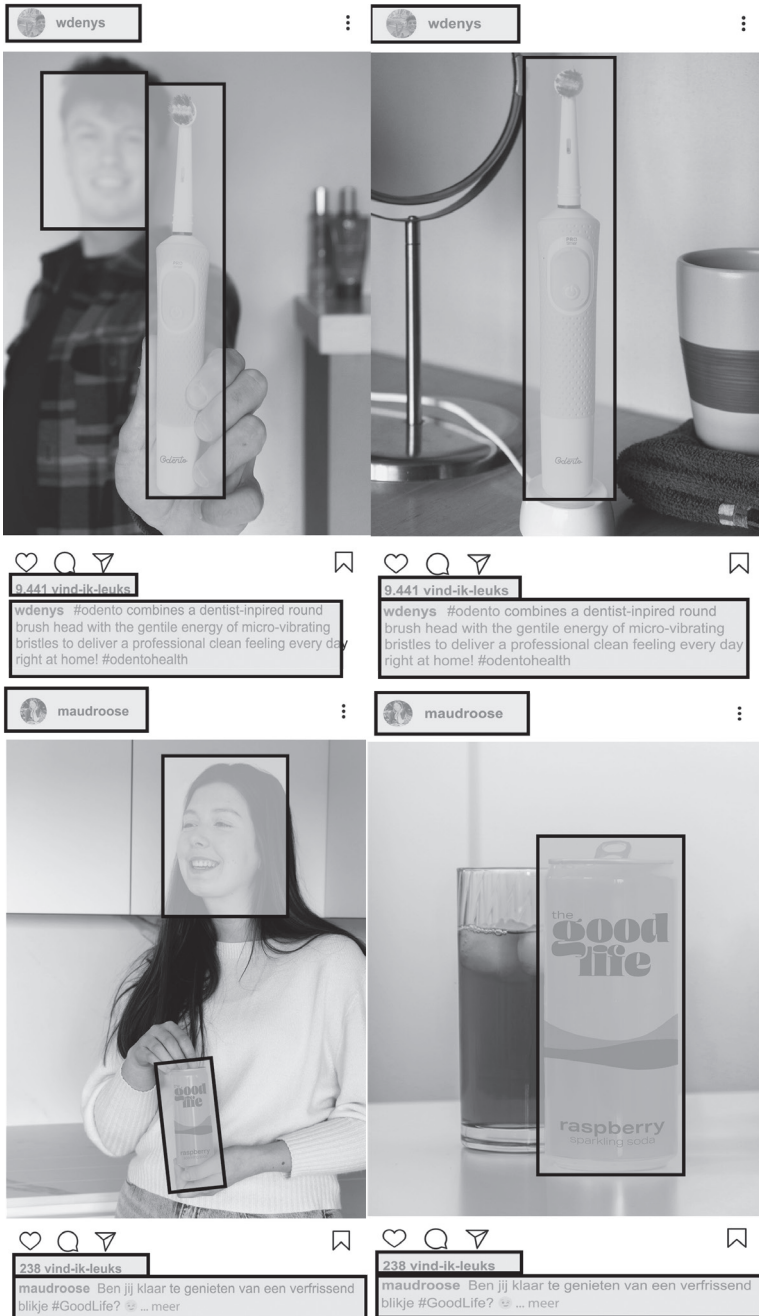 wdenys
wdenys
PRO
Odento
PRO
Odento
9.441 vind-ik-leuks
wdenys #odento combines a dentist-inpired round
brush head with the gentile energy of micro-vibrating
bristles to deliver a professional clean feeling every day
right at home! #odentohealth
9.441 vind-ik-leuks
wdenys #odento combines a dentist-inpired round
brush head with the gentile energy of micro-vibrating
bristles to deliver a professional clean feeling every day
right at home! #odentohealth
maudroose
maudroose
the
good
life
raspberry
the
good
life
raspberry
sparkling soda
238 vind-ik-leuks
maudroose Ben jij klaar te genieten van een verfrissend
blikje #GoodLife? 😉 ... meer
238 vind-ik-leuks
maudroose Ben jij klaar te genieten van een verfrissend
blikje #GoodLife? 😉 ... meer